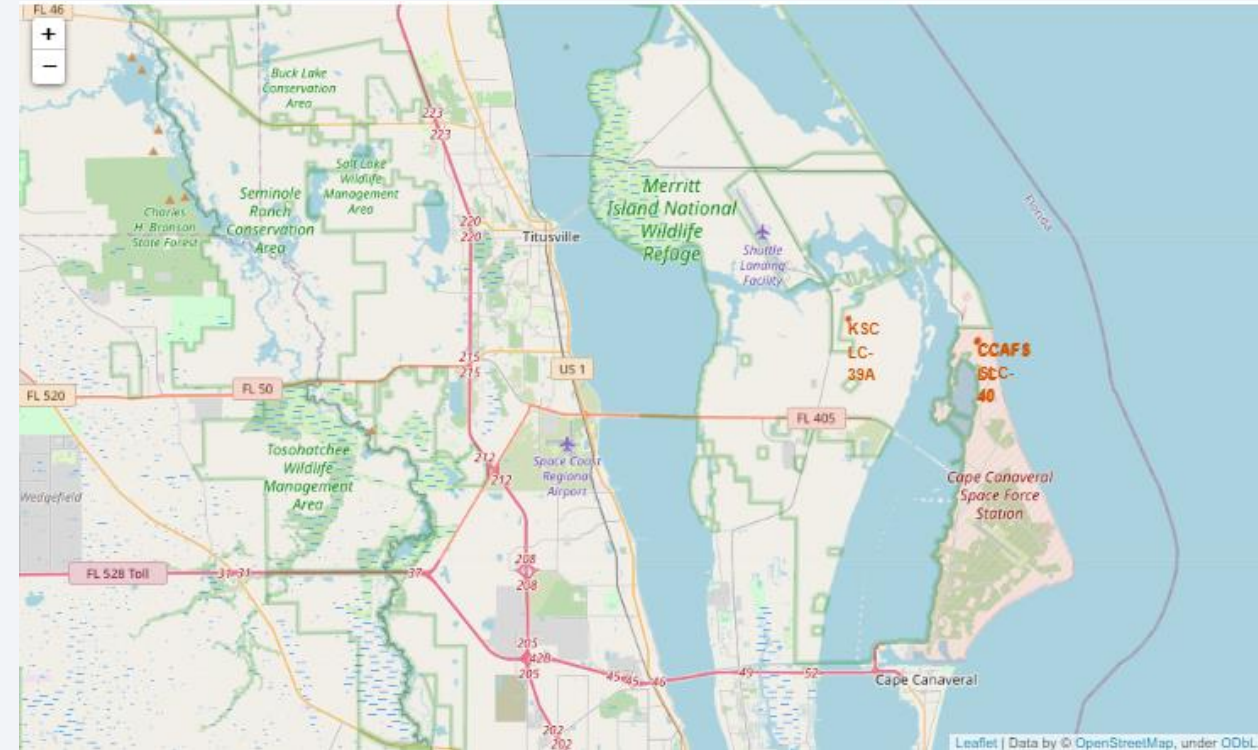 FL 46
+
−
Buck Lake
Conservation
Area
223
223
Salt Lake
Wildlife
Management
Area
Seminole
Ranch
Conservation
Area
Charles
H. Bronson
State Forest
220
220
Titusville
Merritt
Island National
Wildlife
Refuge
Shuttle
Landing
Facility
Florida
KSC
LC-
39A
CCAFS
SLC-
40
215
215
US 1
FL 50
FL 520
FL 405
Tosohatchee
Wildlife
Management
Area
212
212
Space Coast
Regional
Airport
Wedgefield
Cape Canaveral
Space Force
Station
FL 528 Toll
31
31
37
208
208
205
42B
205
45
45
46
49
52
Cape Canaveral
202
202
Leaflet | Data by © OpenStreetMap, under ODbL